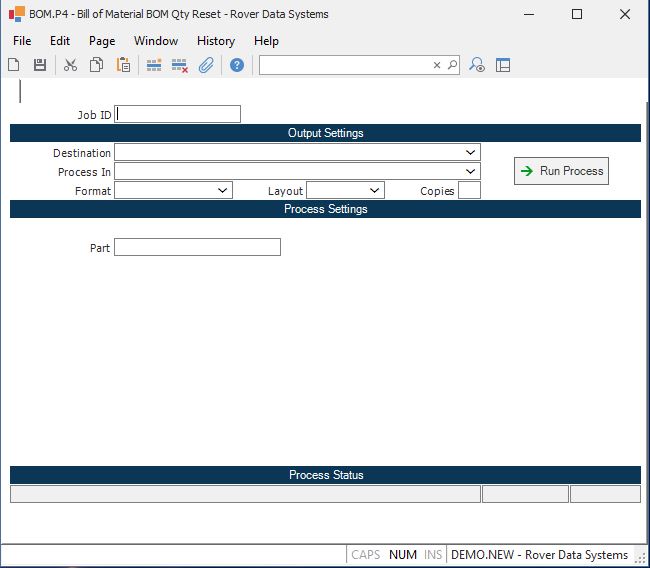 BOM.P4 - Bill of Material BOM Qty Reset - Rover Data Systems
File Edit Page Window History Help
Job ID
Output Settings
Destination
Process In
Run Process
Format Layout Copies
Process Settings
Part
Process Status
CAPS NUM INS DEMO.NEW - Rover Data Systems